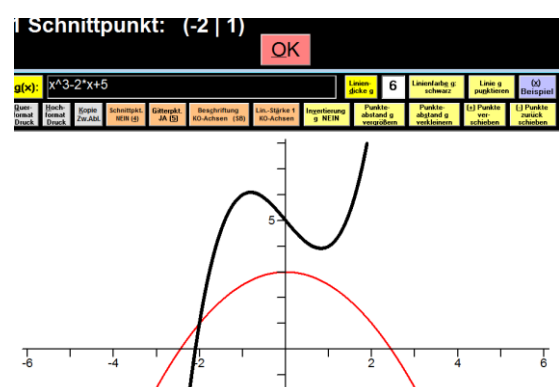 1 Schnittpunkt: (-2 | 1)
OK
g(x): x^3-2*x+5
Linien-
dicke g
6
Linienfarbe g:
schwarz
Linie g
punktieren
(x)
Beispiel
Quer-
format
Druck
Hoch-
format
Druck
Kopie
Zw.Abl.
Schnittpkt.
NEIN (4)
Gitterpkt.
JA (5)
Beschriftung
KO-Achsen (SB)
Lin.-Stärke 1
KO-Achsen
Invertierung
g NEIN
Punkte-
abstand g
vergrößern
Punkte-
abstand g
verkleinern
(+) Punkte
ver-
schieben
(-) Punkte
zurück
schieben
5
-6 -4 -2 2 4 6